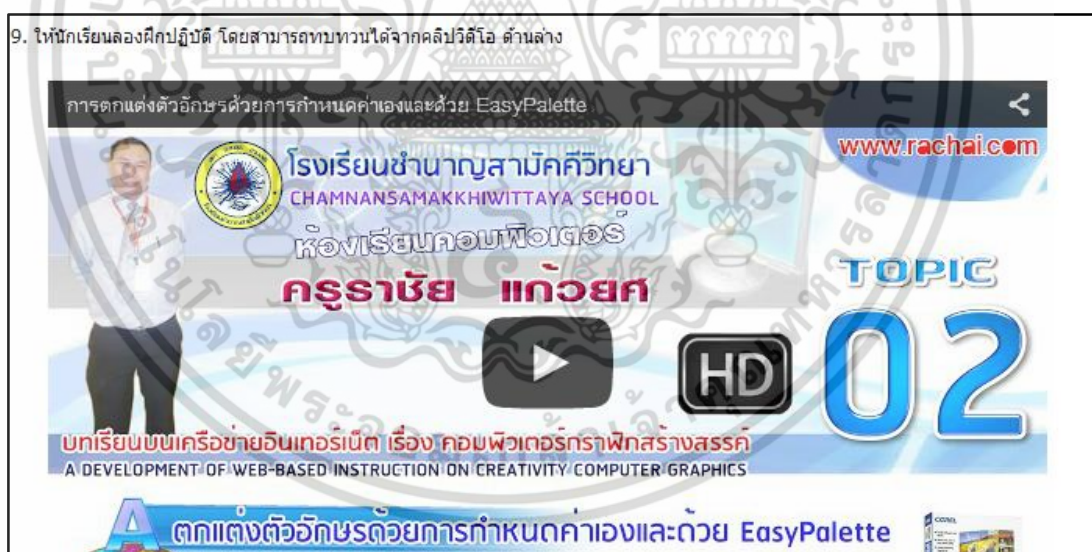 9. ให้นักเรียนลองฝึกปฏิบัติ โดยสามารถทบทวนได้จากคลิปวีดีโอ ด้านล่าง
การตกแต่งตัวอักษรด้วยการกำหนดค่าเองและด้วย EasyPalette
www.rachai.com
โรงเรียนชำนาญสามัคคีวิทยา
CHAMNANSAMAKKHIWITTAYA SCHOOL
ห้องเรียนคอมพิวเตอร์
ครูราชัย แก้วยศ
TOPIC
02
HD
บทเรียนบนเครือข่ายอินเทอร์เน็ต เรื่อง คอมพิวเตอร์กราฟิกสร้างสรรค์
A DEVELOPMENT OF WEB-BASED INSTRUCTION ON CREATIVITY COMPUTER GRAPHICS
A ตกแต่งตัวอักษรด้วยการกำหนดค่าเองและด้วย EasyPalette